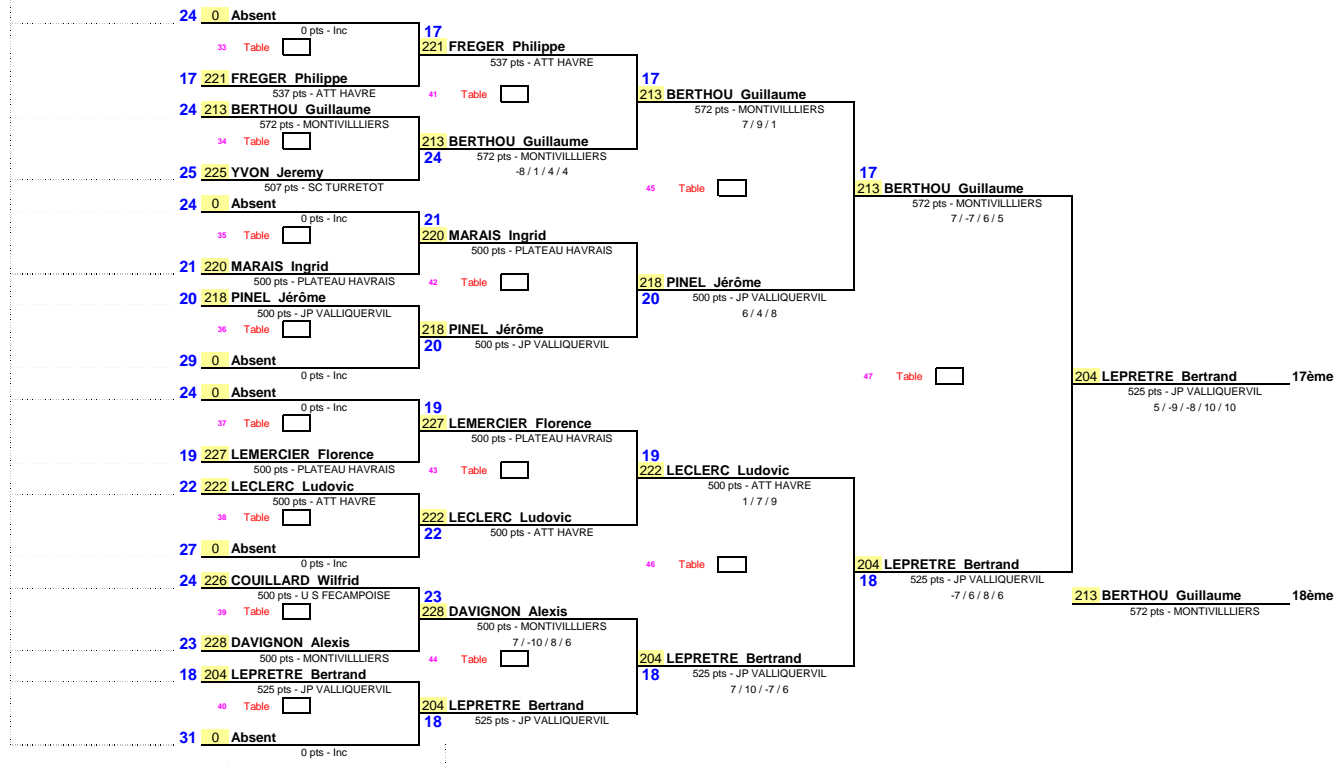 24 0 Absent
0 pts - Inc
17
33 Table
221 FREGER Philippe
537 pts - ATT HAVRE
17 221 FREGER Philippe
537 pts - ATT HAVRE
17
41 Table
213 BERTHOU Guillaume
24 213 BERTHOU Guillaume
572 pts - MONTIVILLLIERS
572 pts - MONTIVILLLIERS
7 / 9 / 1
34 Table
213 BERTHOU Guillaume
24
572 pts - MONTIVILLLIERS
-8 / 1 / 4 / 4
25 225 YVON Jeremy
507 pts - SC TURRETOT
17
45 Table
213 BERTHOU Guillaume
24 0 Absent
572 pts - MONTIVILLLIERS
0 pts - Inc
21
7 / -7 / 6 / 5
35 Table
220 MARAIS Ingrid
500 pts - PLATEAU HAVRAIS
21 220 MARAIS Ingrid
500 pts - PLATEAU HAVRAIS
42 Table
218 PINEL Jérôme
20 218 PINEL Jérôme
20
500 pts - JP VALLIQUERVIL
500 pts - JP VALLIQUERVIL
6 / 4 / 8
36 Table
218 PINEL Jérôme
20
500 pts - JP VALLIQUERVIL
29 0 Absent
0 pts - Inc
47 Table
204 LEPRETRE Bertrand 17ème
525 pts - JP VALLIQUERVIL
5 / -9 / -8 / 10 / 10
24 0 Absent
0 pts - Inc
19
37 Table
227 LEMERCIER Florence
500 pts - PLATEAU HAVRAIS
19 227 LEMERCIER Florence
500 pts - PLATEAU HAVRAIS
19
43 Table
222 LECLERC Ludovic
22 222 LECLERC Ludovic
500 pts - ATT HAVRE
500 pts - ATT HAVRE
1 / 7 / 9
38 Table
222 LECLERC Ludovic
22
500 pts - ATT HAVRE
27 0 Absent
0 pts - Inc
46 Table
204 LEPRETRE Bertrand
18
525 pts - JP VALLIQUERVIL
-7 / 6 / 8 / 6
24 226 COUILLARD Wilfrid
500 pts - U S FECAMPOISE
23
213 BERTHOU Guillaume 18ème
572 pts - MONTIVILLLIERS
39 Table
228 DAVIGNON Alexis
500 pts - MONTIVILLLIERS
7 / -10 / 8 / 6
23 228 DAVIGNON Alexis
500 pts - MONTIVILLLIERS
44 Table
204 LEPRETRE Bertrand
18 204 LEPRETRE Bertrand
18
525 pts - JP VALLIQUERVIL
525 pts - JP VALLIQUERVIL
7 / 10 / -7 / 6
40 Table
204 LEPRETRE Bertrand
18
525 pts - JP VALLIQUERVIL
31 0 Absent
0 pts - Inc